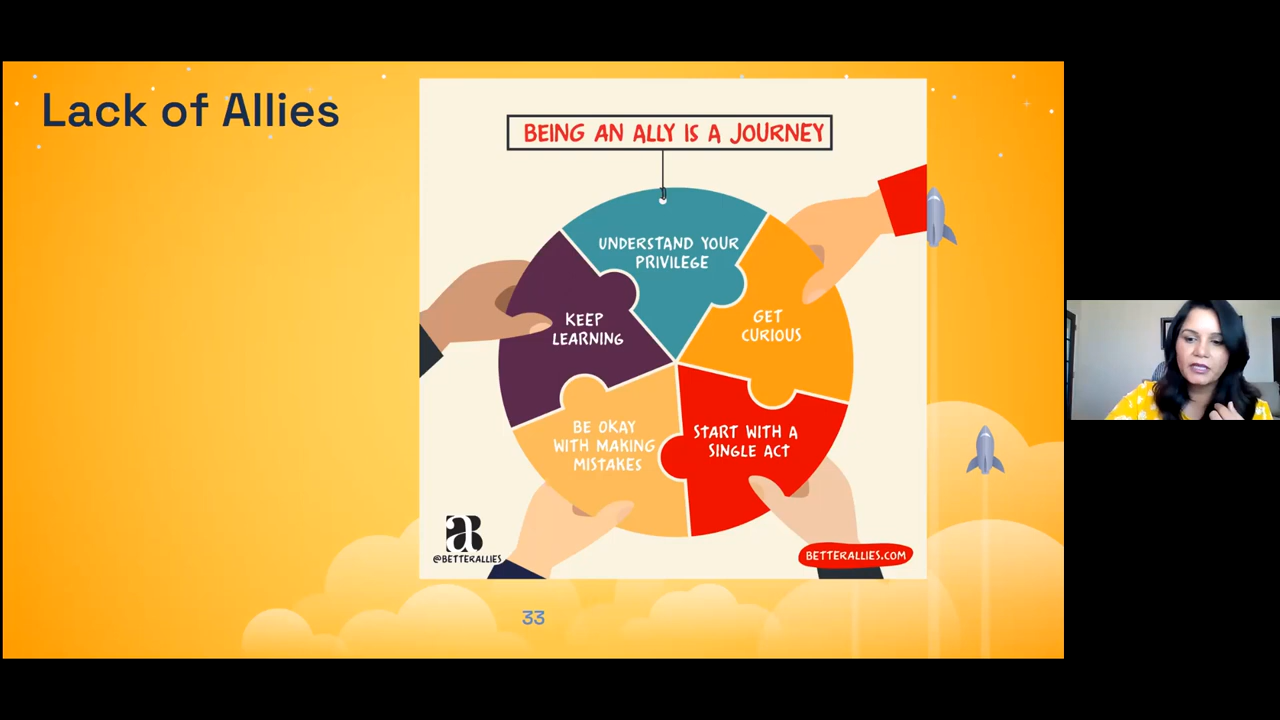 Lack of Allies
BEING AN ALLY IS A JOURNEY
UNDERSTAND YOUR
PRIVILEGE
GET
CURIOUS
START WITH A
SINGLE ACT
BE OKAY
WITH MAKING
MISTAKES
KEEP
LEARNING
@BETTERALLIES
BETTERALLIES.COM
33